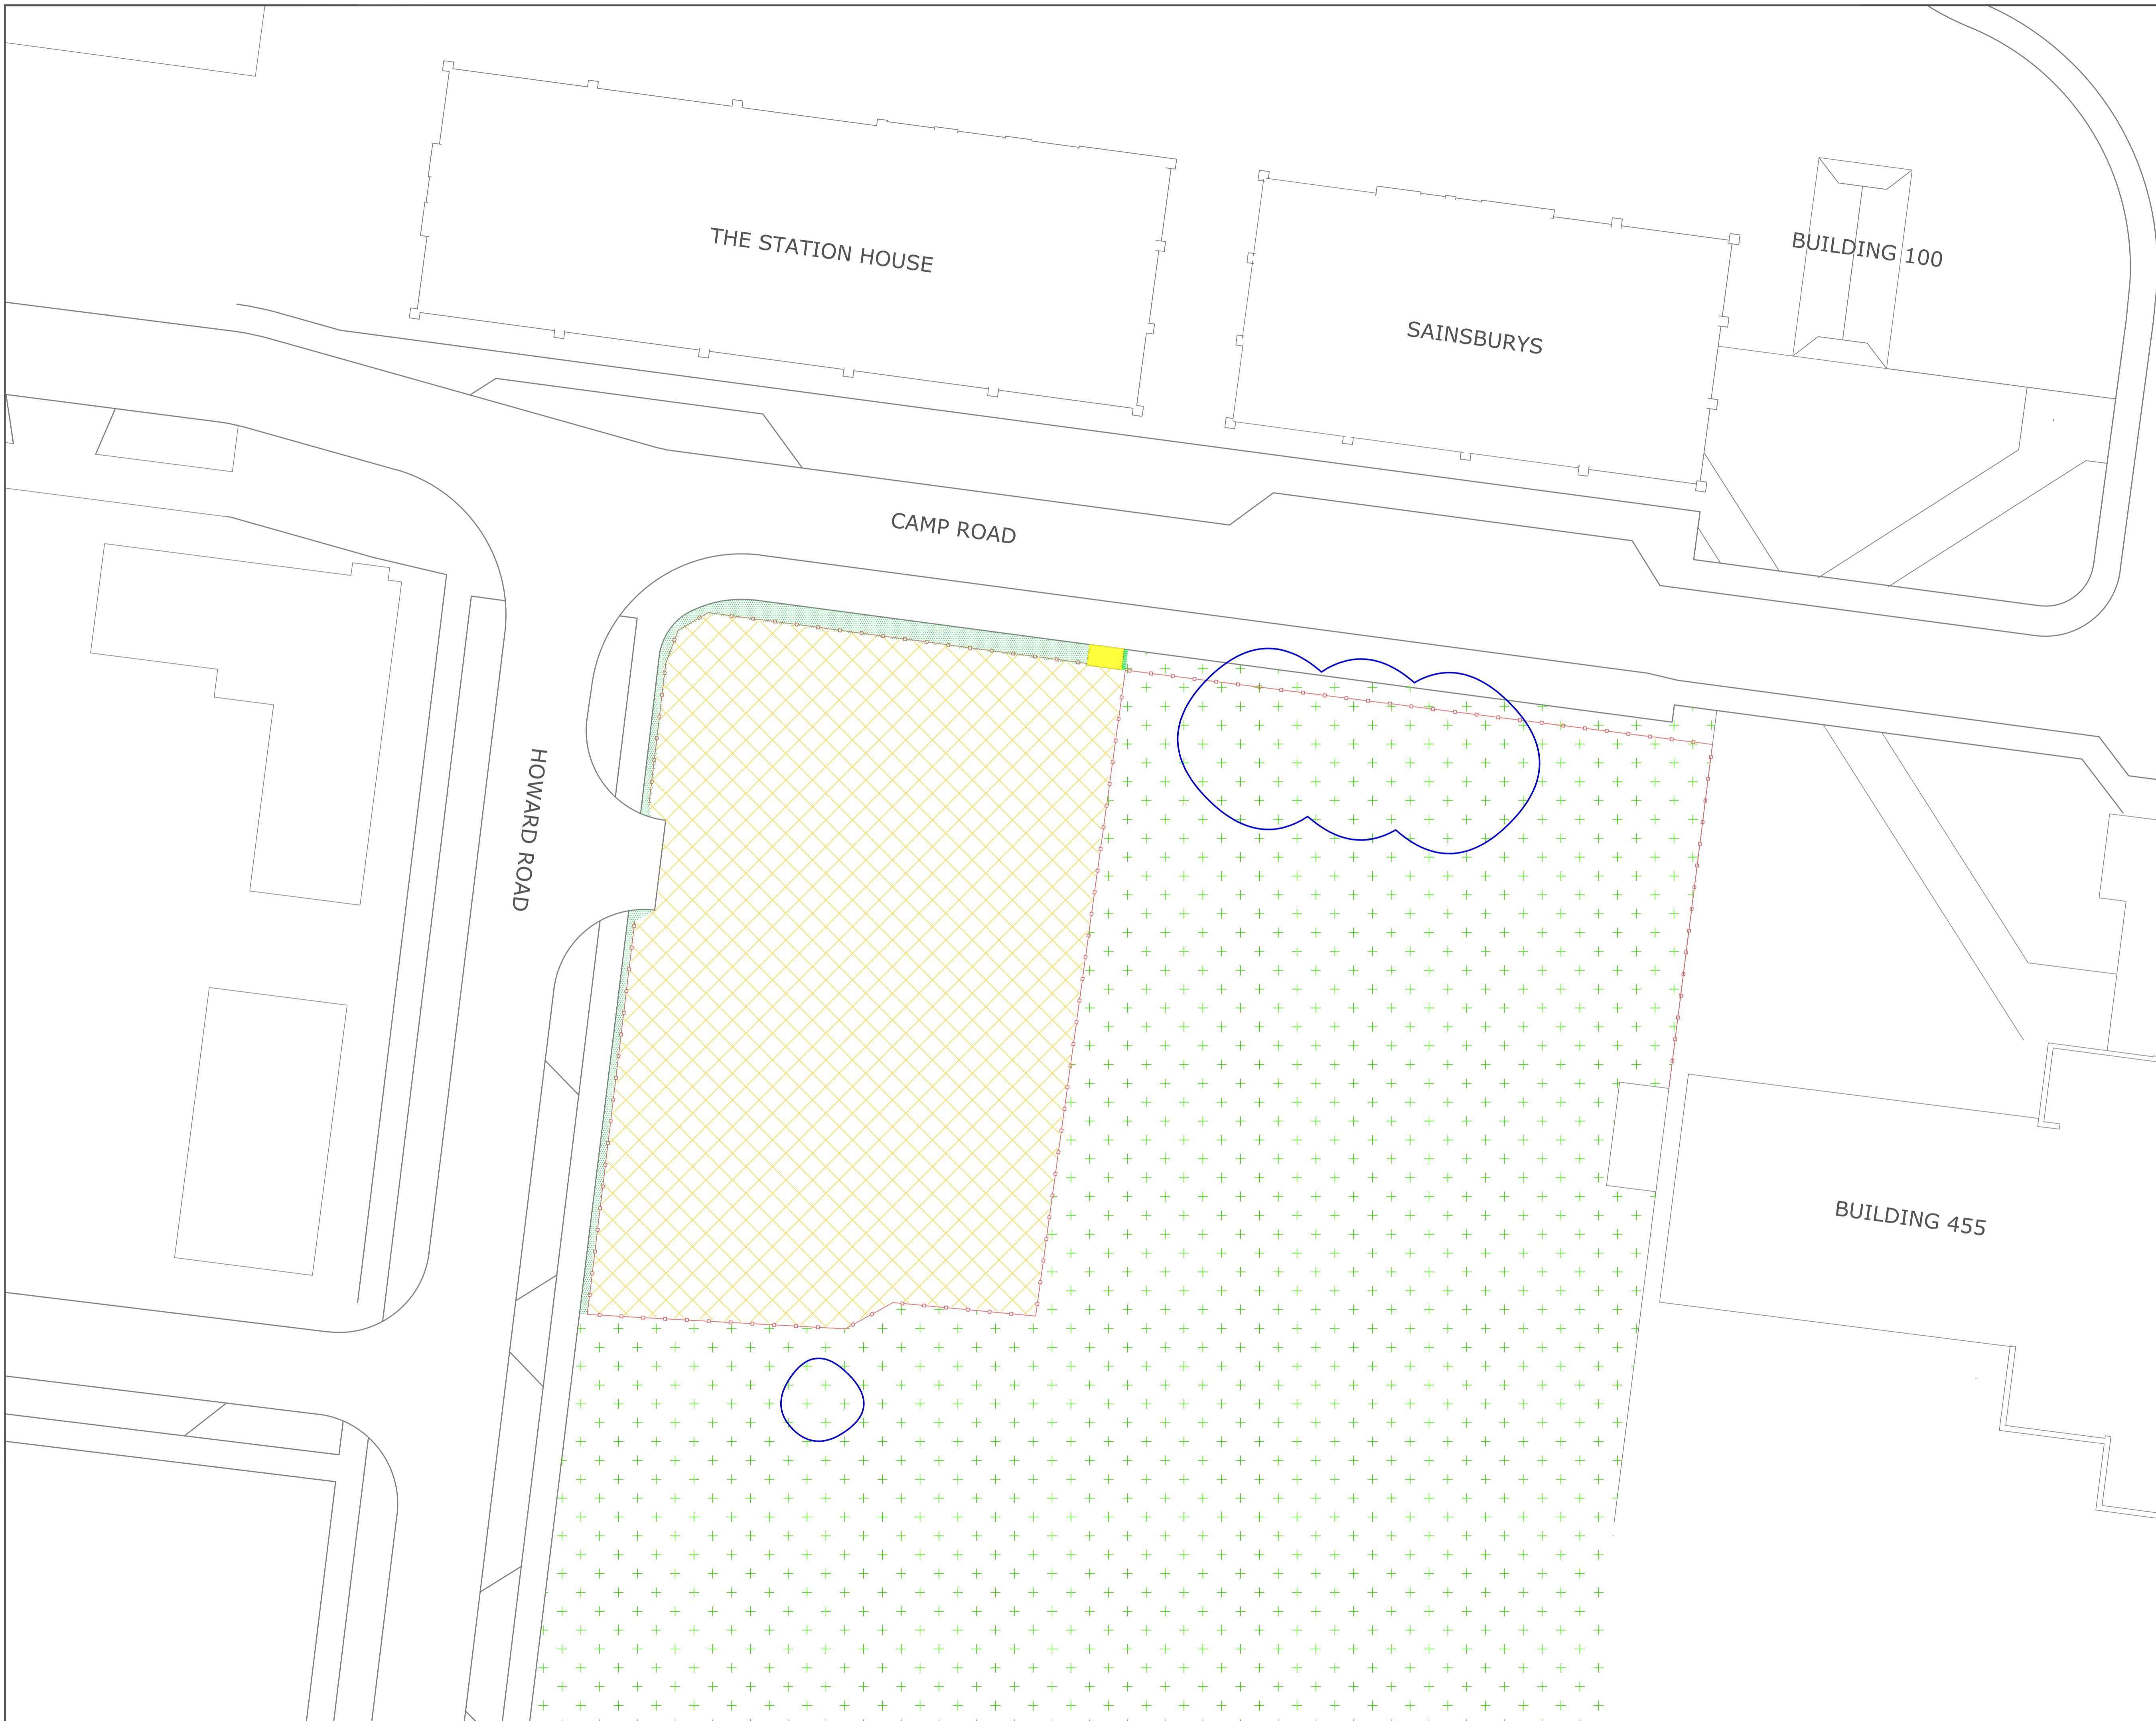 THE STATION HOUSE
BUILDING 100
SAINSBURYS
CAMP ROAD
HOWARD ROAD
BUILDING 455